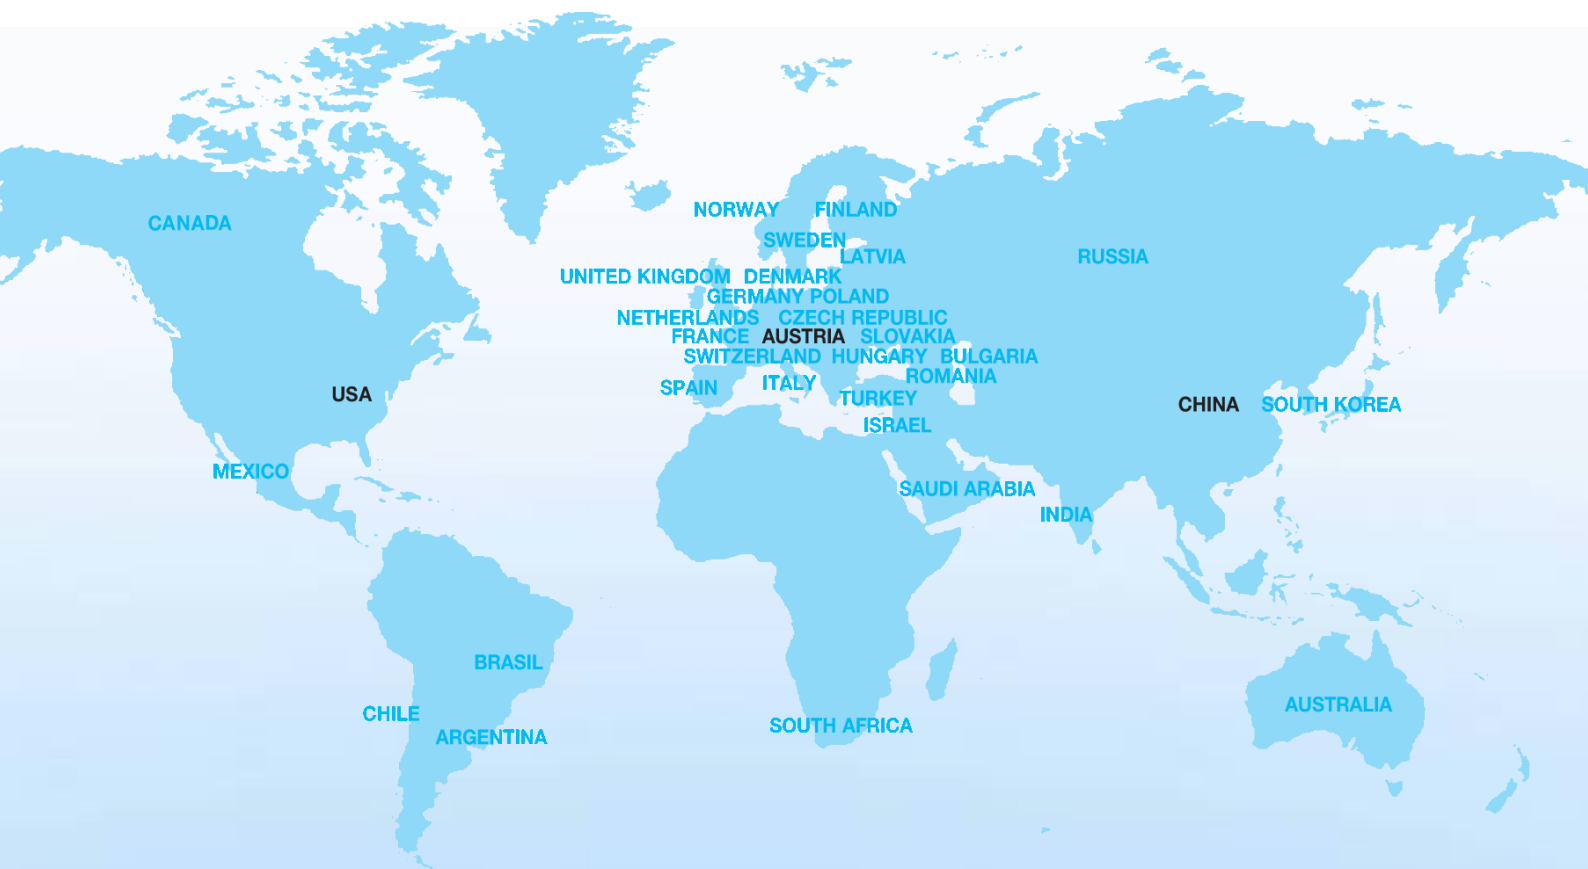 NORWAY FINLAND
CANADA
SWEDEN
LATVIA RUSSIA
UNITED KINGDOM DENMARK
GERMANY POLAND
NETHERLANDS CZECH REPUBLIC
FRANCE AUSTRIA SLOVAKIA
SWITZERLAND HUNGARY BULGARIA
ROMANIA
SPAIN ITALY
USA TURKEY
CHINA SOUTH KOREA
ISRAEL
MEXICO
SAUDI ARABIA
INDIA
BRASIL
AUSTRALIA
CHILE
SOUTH AFRICA
ARGENTINA